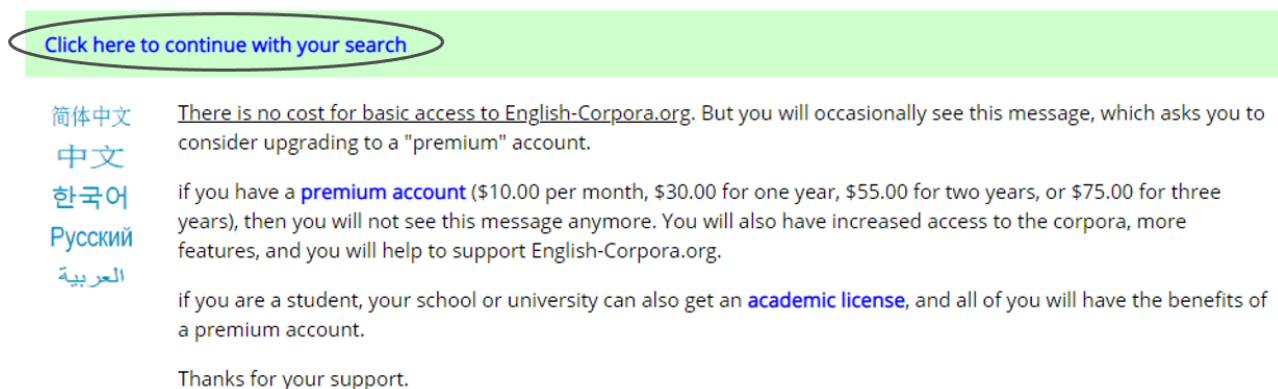 Click here to continue with your search
简体中文
中文
한국어
Русский
العربية
There is no cost for basic access to English-Corpora.org. But you will occasionally see this message, which asks you to
consider upgrading to a "premium" account.
if you have a premium account ($10.00 per month, $30.00 for one year, $55.00 for two years, or $75.00 for three
years), then you will not see this message anymore. You will also have increased access to the corpora, more
features, and you will help to support English-Corpora.org.
if you are a student, your school or university can also get an academic license, and all of you will have the benefits of
a premium account.
Thanks for your support.